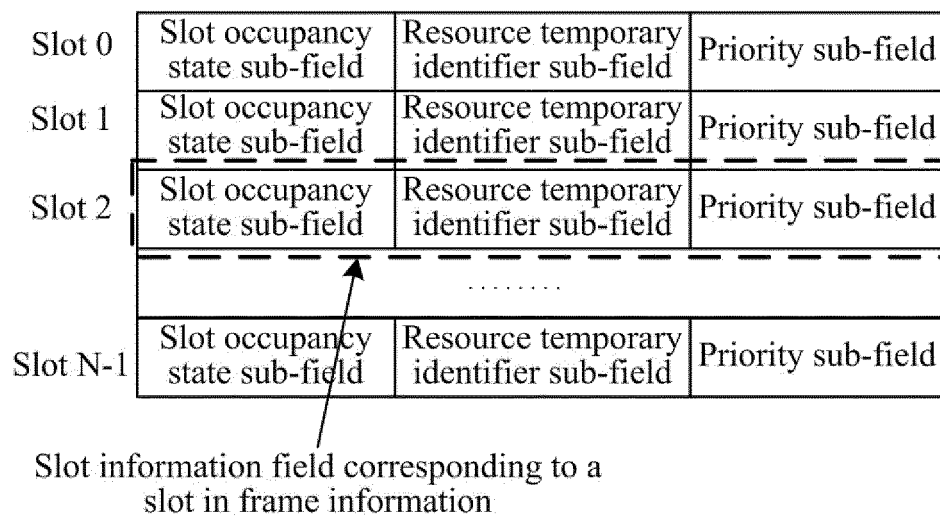 Slot 0
Slot occupancy
state sub-field
Resource temporary
identifier sub-field
Priority sub-field
Slot 1
Slot occupancy
state sub-field
Resource temporary
identifier sub-field
Priority sub-field
Slot 2
Slot occupancy
state sub-field
Resource temporary
identifier sub-field
Priority sub-field
........
Slot N-1
Slot occupancy
state sub-field
Resource temporary
identifier sub-field
Priority sub-field
Slot information field corresponding to a
slot in frame information